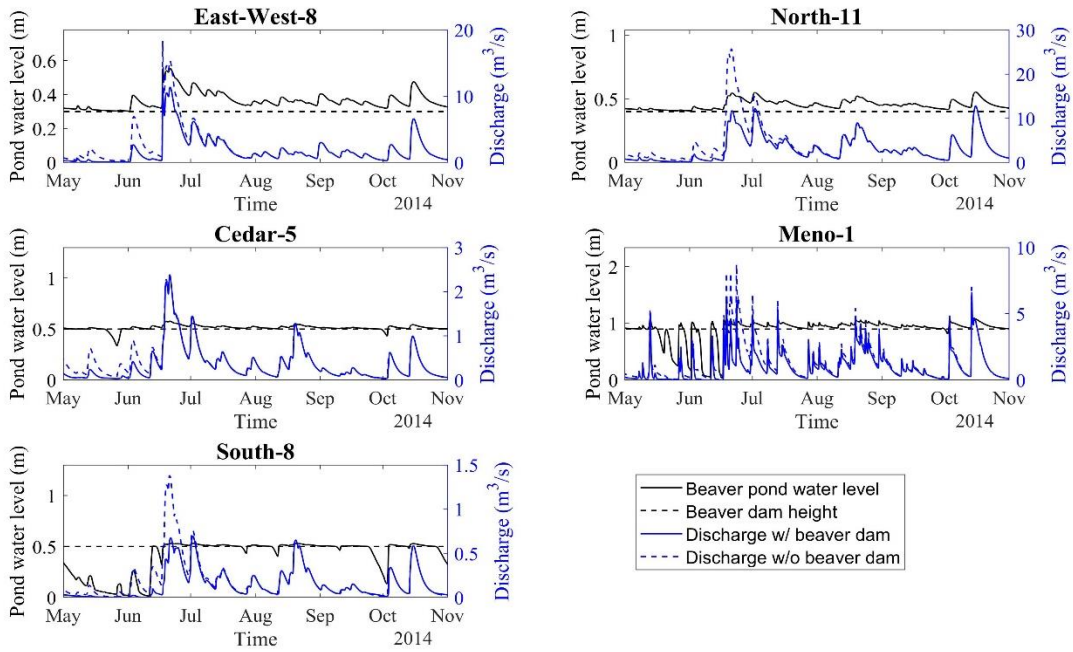 East-West-8
Pond water level (m)
0.6
0.4
0.2
0
20
10
0
Discharge (m³/s)
May Jun Jul Aug Sep Oct Nov
Time
2014
North-11
Pond water level (m)
1
0.5
0
30
20
10
0
Discharge (m³/s)
May Jun Jul Aug Sep Oct Nov
Time
2014
Cedar-5
Pond water level (m)
1
0.5
0
3
2
1
0
Discharge (m³/s)
May Jun Jul Aug Sep Oct Nov
Time
2014
Meno-1
Pond water level (m)
2
1
0
10
5
0
Discharge (m³/s)
May Jun Jul Aug Sep Oct Nov
Time
2014
South-8
Pond water level (m)
1
0.5
0
1.5
1
0.5
0
Discharge (m³/s)
May Jun Jul Aug Sep Oct Nov
Time
2014
Beaver pond water level
Beaver dam height
Discharge w/ beaver dam
Discharge w/o beaver dam